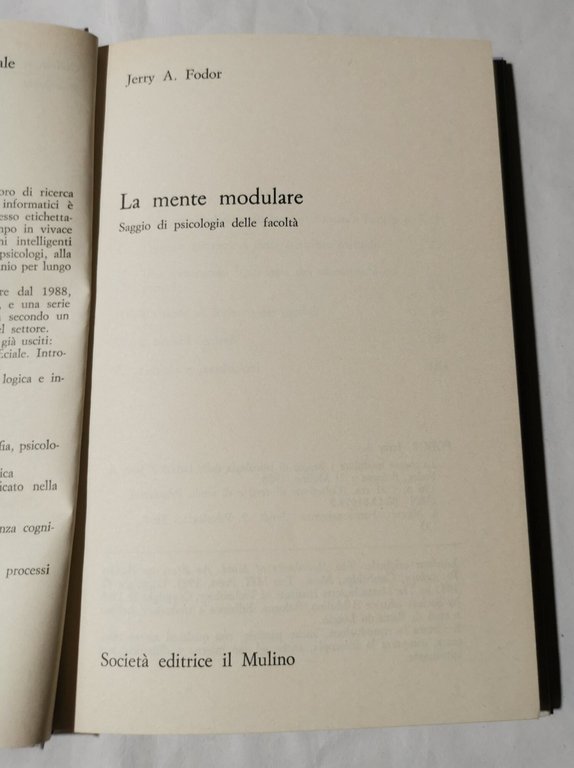 ale
oro di ricerca
informatici è
esso etichetta-
npo in vivace
ni intelligenti
psicologi, alla
nio per lungo
re dal 1988,
, e una serie
secondo un
el settore.
già usciti:
ciale. Intro-
logica e in-
fia, psicolo-
ica
icato nella
nza cogni-
processi
Jerry A. Fodor
La mente modulare
Saggio di psicologia delle facoltà
Società editrice il Mulino